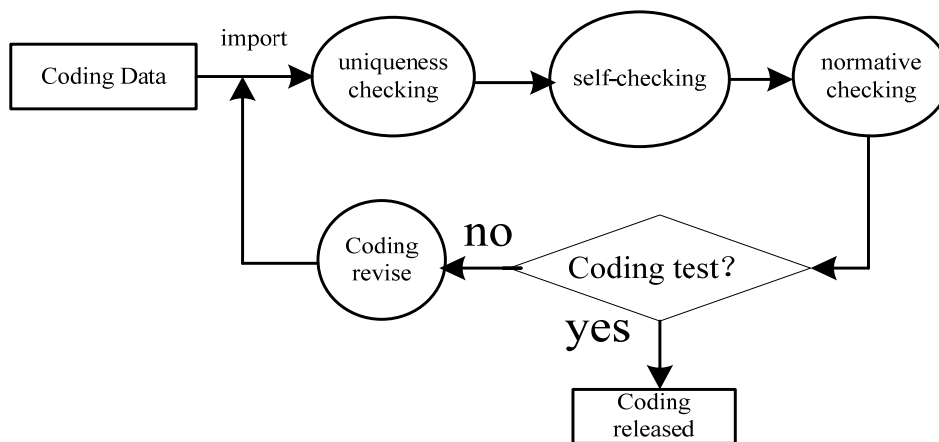 import
Coding Data
uniqueness
checking
self-checking
normative
checking
Coding
revise
no
Coding test?
yes
Coding
released